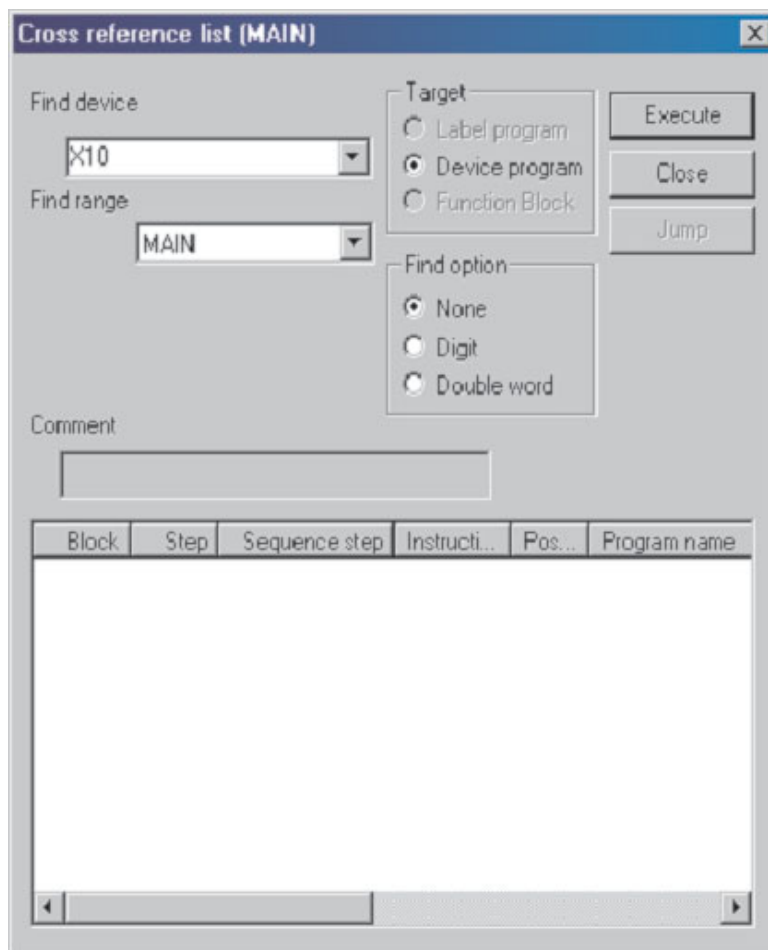 Cross reference list (MAIN)
Find device
X10
Find range
MAIN
Target
Label program
Device program
Function Block
Find option
None
Digit
Double word
Execute
Close
Jump
Comment
Block Step Sequence step Instructi... Pos... Program name